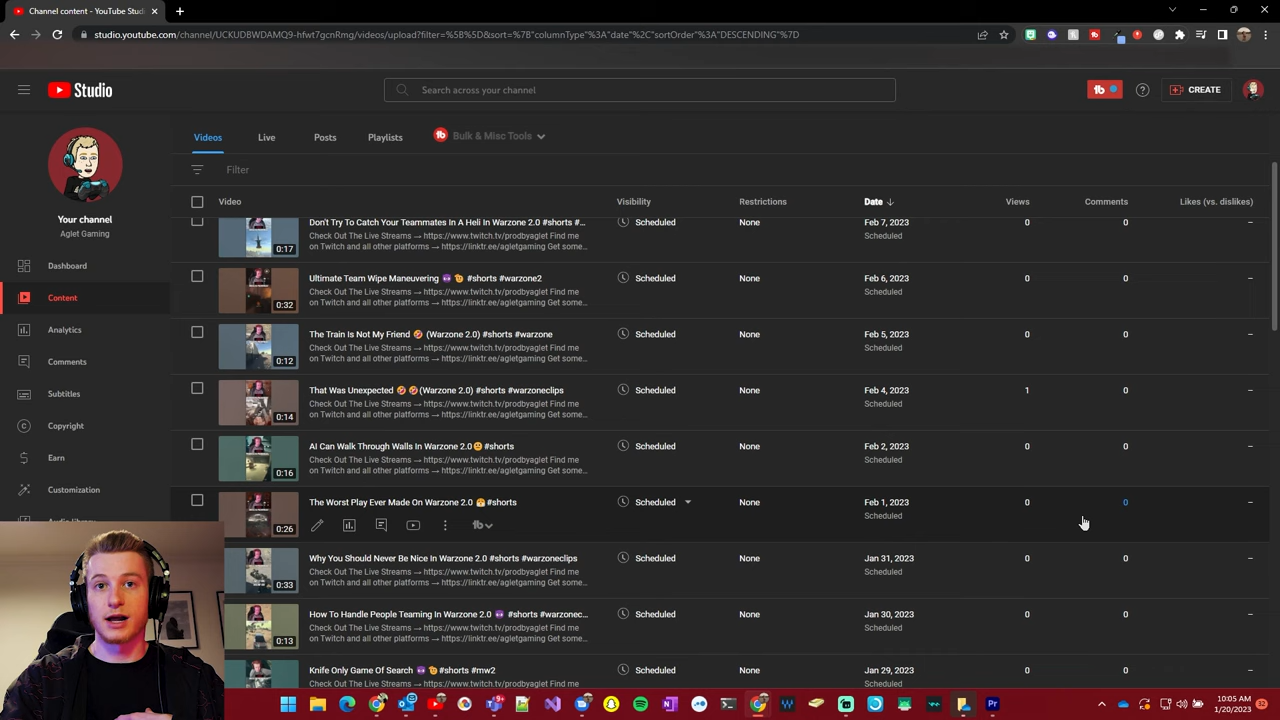 Channel content - YouTube Stu
studio.youtube.com/channel/UCKUDBWDAMQ9-hfwt7gcnRmg/videos/upload?filter=%5B%5D&sort=%7B"columnType"%3A"date"%2C"sortOrder"%3A"DESCENDING"%7D
Studio
Search across your channel
tb
CREATE
Your channel
Aglet Gaming
Dashboard
Content
Analytics
Comments
Subtitles
Copyright
Earn
Customization
Videos Live Posts Playlists tb Bulk & Misc Tools
Filter
Video Visibility Restrictions Date Views Comments Likes (vs. dislikes)
Don't Try To Catch Your Teammates In A Heli In Warzone 2.0 #shorts #... Scheduled None Feb 7, 2023 0 0 –
Check Out The Live Streams → https://www.twitch.tv/prodbyaglet Find me Scheduled
on Twitch and all other platforms → https://linktr.ee/agletgaming Get some...
0:17
Ultimate Team Wipe Maneuvering 😈 🫡 #shorts #warzone2 Scheduled None Feb 6, 2023 0 0 –
Check Out The Live Streams → https://www.twitch.tv/prodbyaglet Find me Scheduled
on Twitch and all other platforms → https://linktr.ee/agletgaming Get some...
0:32
The Train Is Not My Friend 🤣 (Warzone 2.0) #shorts #warzone Scheduled None Feb 5, 2023 0 0 –
Check Out The Live Streams → https://www.twitch.tv/prodbyaglet Find me Scheduled
on Twitch and all other platforms → https://linktr.ee/agletgaming Get some...
0:12
That Was Unexpected 🤣 🤣 (Warzone 2.0) #shorts #warzoneclips Scheduled None Feb 4, 2023 1 0 –
Check Out The Live Streams → https://www.twitch.tv/prodbyaglet Find me Scheduled
on Twitch and all other platforms → https://linktr.ee/agletgaming Get some...
0:14
AI Can Walk Through Walls In Warzone 2.0 #shorts Scheduled None Feb 2, 2023 0 0 –
Check Out The Live Streams → https://www.twitch.tv/prodbyaglet Find me Scheduled
on Twitch and all other platforms → https://linktr.ee/agletgaming Get some...
0:16
The Worst Play Ever Made On Warzone 2.0 😤 #shorts Scheduled None Feb 1, 2023 0 0 –
Scheduled
0:26 tb
Why You Should Never Be Nice In Warzone 2.0 #shorts #warzoneclips Scheduled None Jan 31, 2023 0 0 –
Check Out The Live Streams → https://www.twitch.tv/prodbyaglet Find me Scheduled
on Twitch and all other platforms → https://linktr.ee/agletgaming Get some...
0:33
How To Handle People Teaming In Warzone 2.0 😈 #shorts #warzonec... Scheduled None Jan 30, 2023 0 0 –
Check Out The Live Streams → https://www.twitch.tv/prodbyaglet Find me Scheduled
on Twitch and all other platforms → https://linktr.ee/agletgaming Get some...
0:13
Knife Only Game Of Search 😈 🫡 #shorts #mw2 Scheduled None Jan 29, 2023 0 0 –
Check Out The Live Streams → https://www.twitch.tv/prodbyaglet Find me Scheduled
10:05 AM
1/20/2023